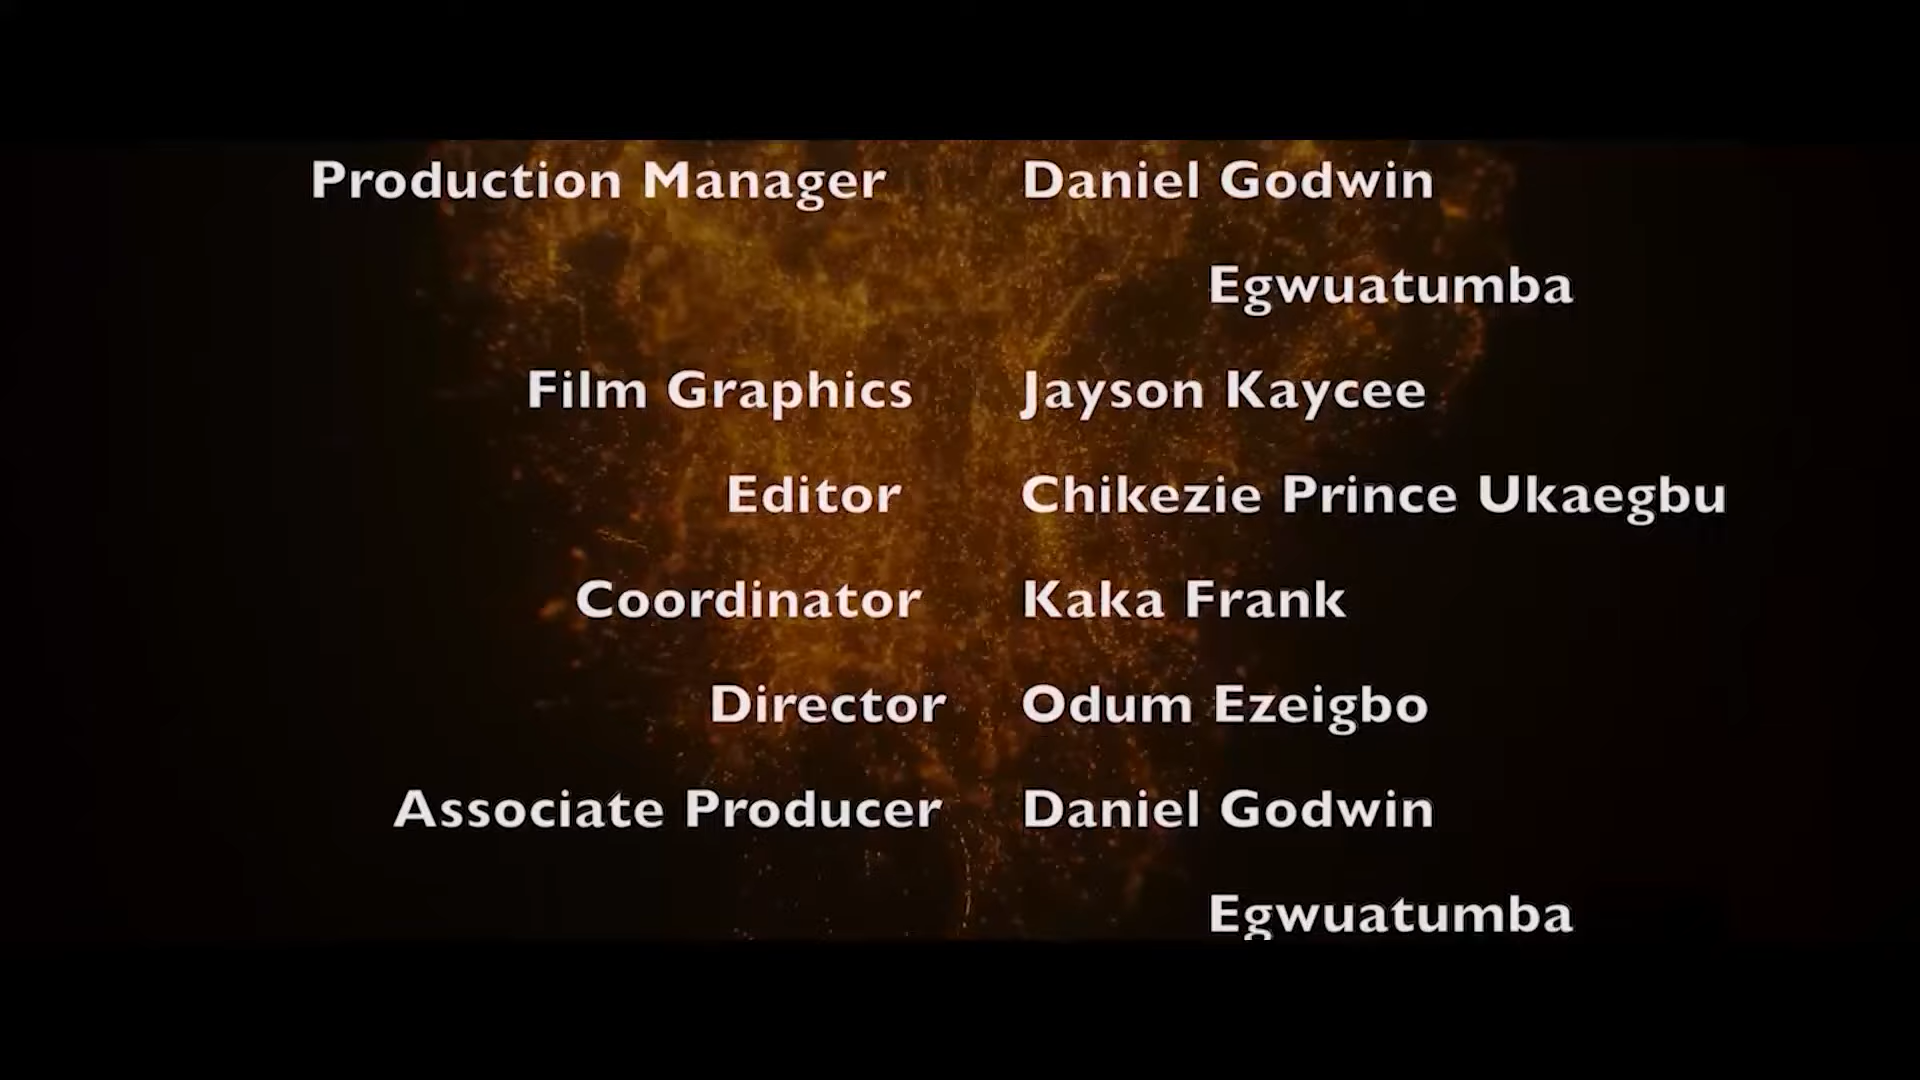 Production Manager Daniel Godwin
Egwuatumba
Film Graphics Jayson Kaycee
Editor Chikezie Prince Ukaegbu
Coordinator Kaka Frank
Director Odum Ezeigbo
Associate Producer Daniel Godwin
Egwuatumba